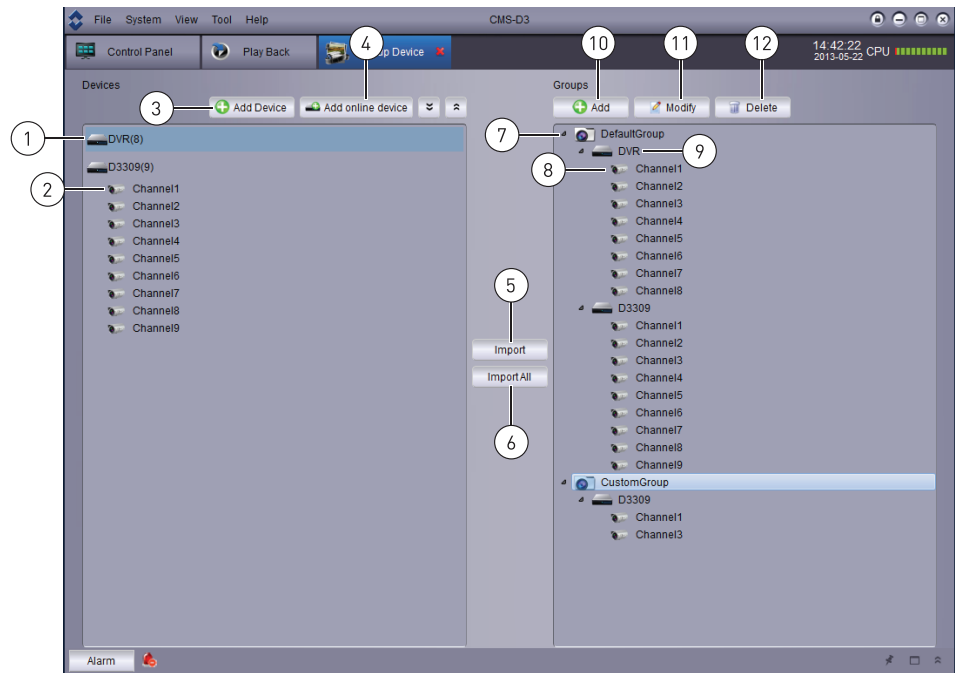 File System View Tool Help CMS-D3
4 10 11 12
Control Panel Play Back up Device 14:42:22 CPU
2013-05-22
Devices Groups
3 Add Device Add online device Add Modify Delete
1 DVR(8) 7 DefaultGroup
DVR 9
D3309(9) 8 Channel1
2 Channel1 Channel2
Channel2 Channel3
Channel3 Channel4
Channel4 Channel5
Channel5 Channel6
Channel6 Channel7
Channel7 5 Channel8
Channel8 D3309
Channel9 Channel1
Import Channel2
Channel3
Import All Channel4
Channel5
Channel6
6 Channel7
Channel8
Channel9
CustomGroup
D3309
Channel1
Channel3
Alarm